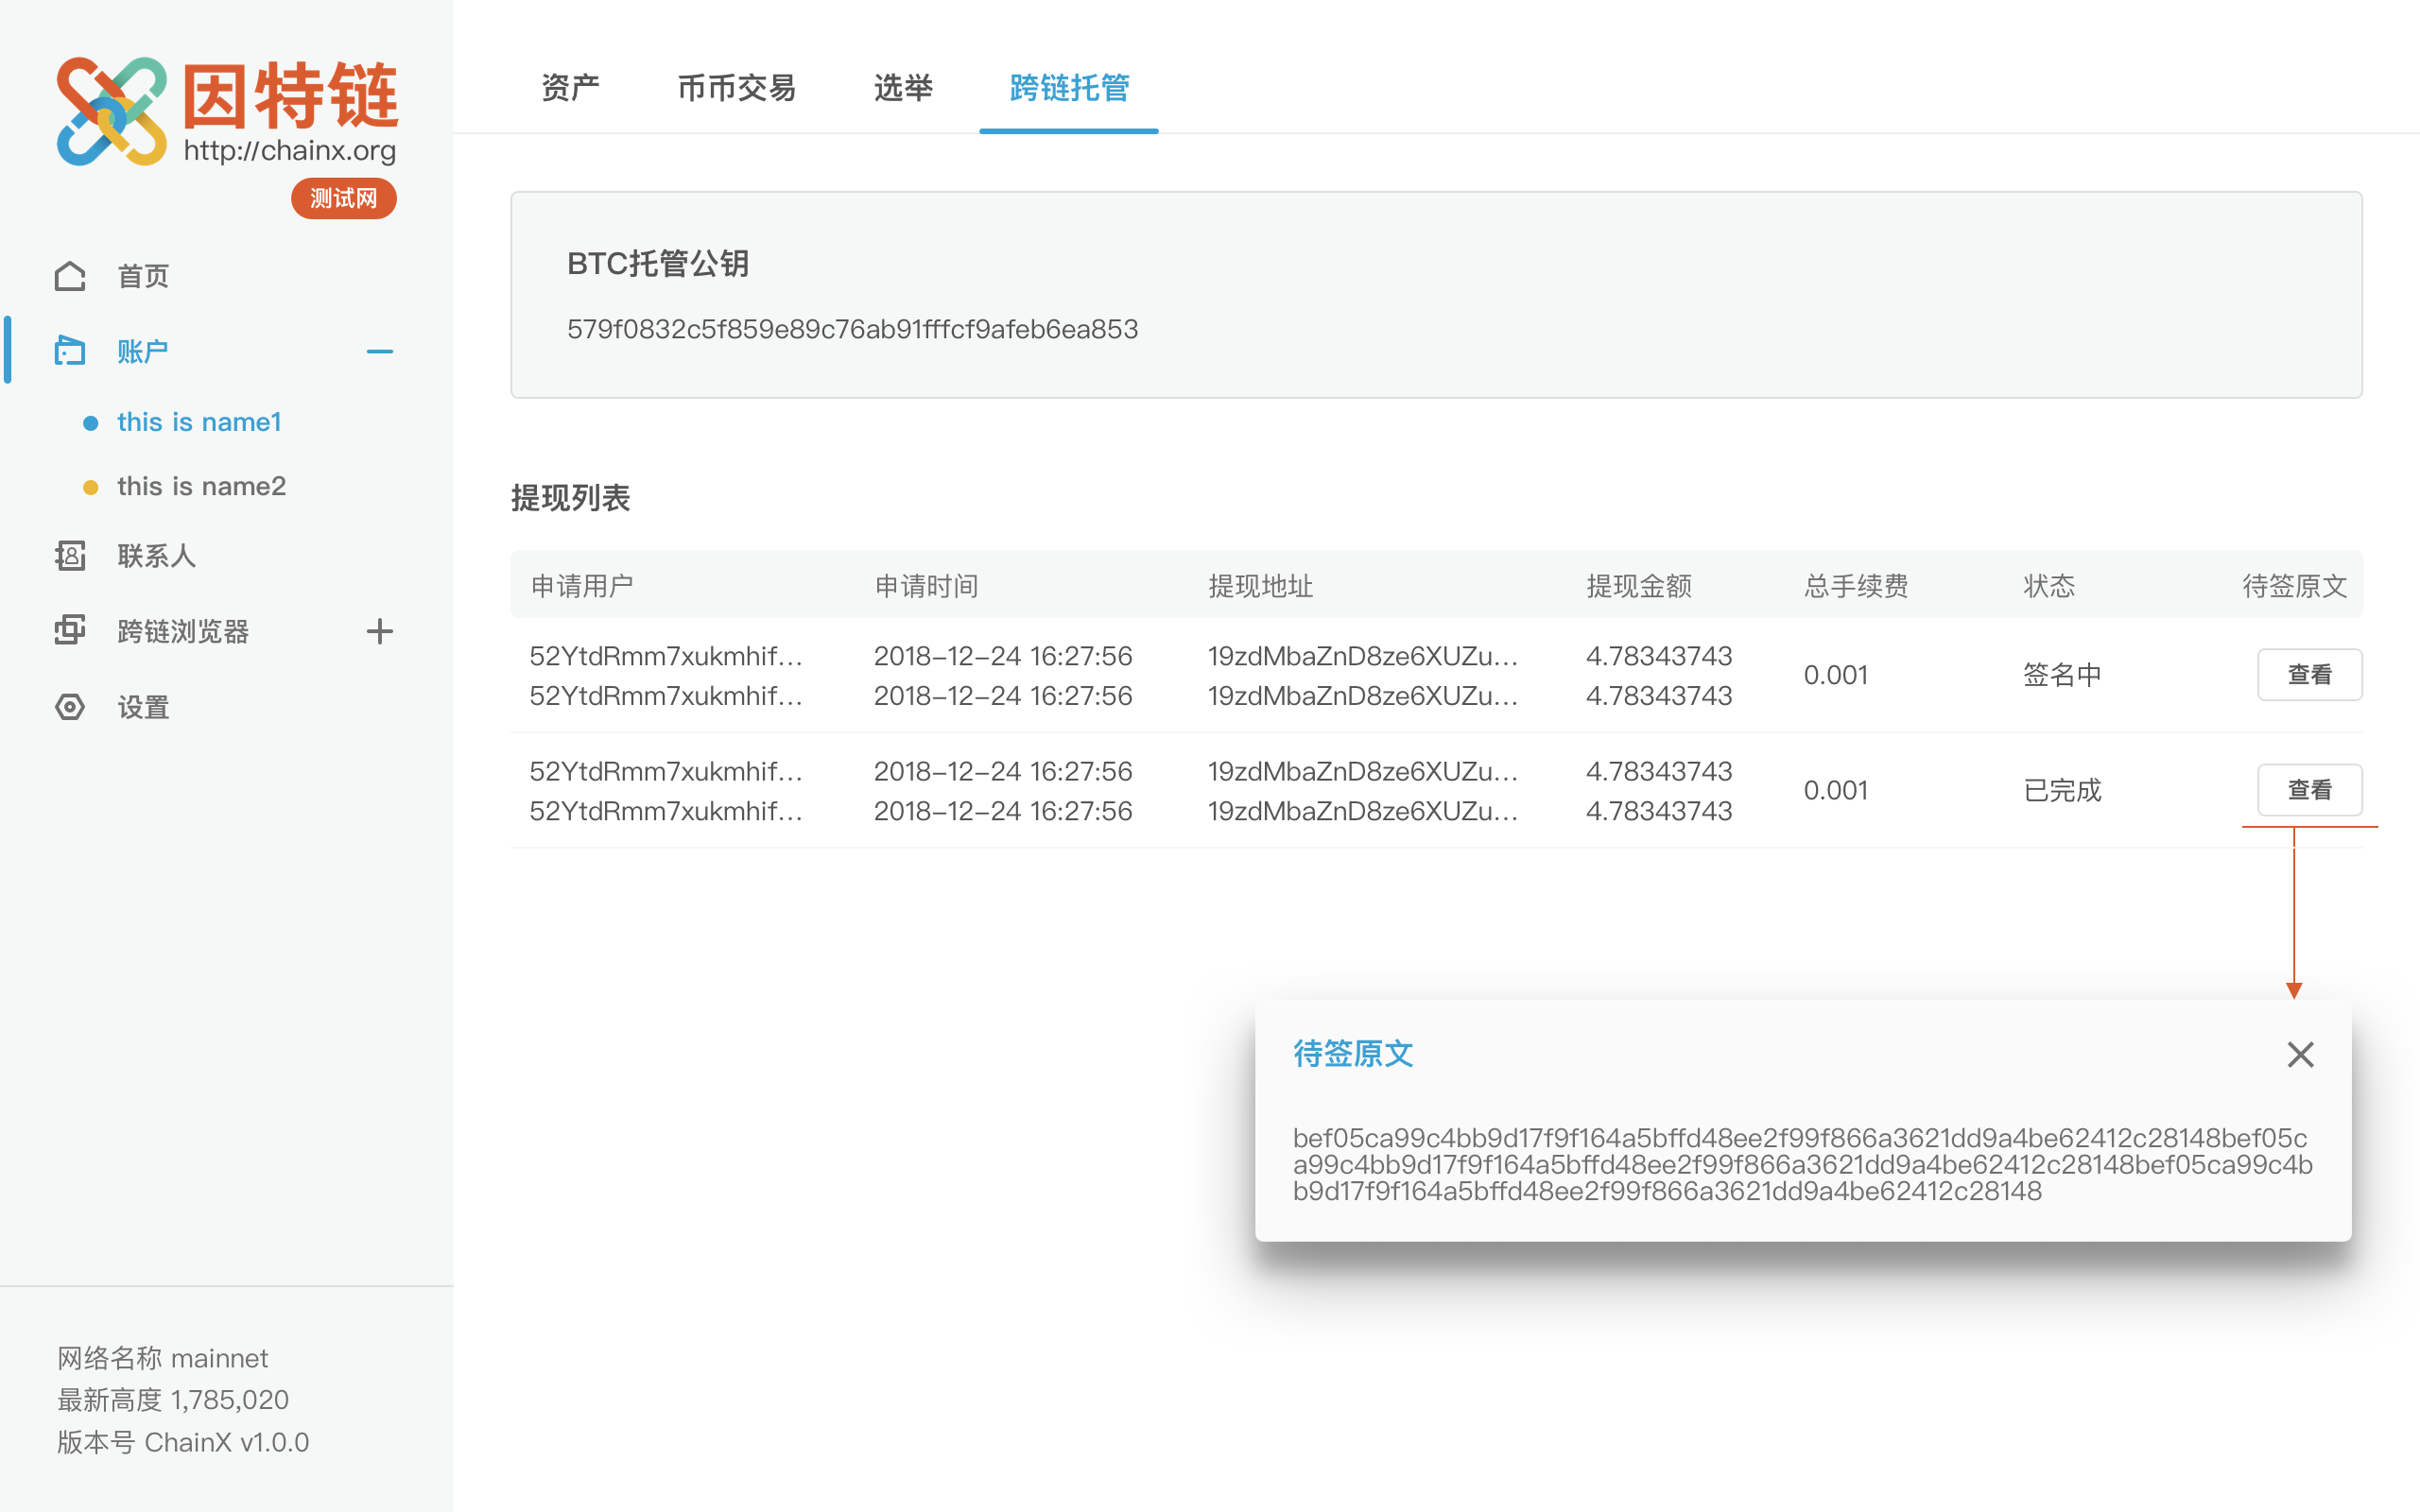 因特链
http://chainx.org
测试网
首页
账户
this is name1
this is name2
联系人
跨链浏览器
设置
网络名称 mainnet
最新高度 1,785,020
版本号 ChainX v1.0.0
资产 币币交易 选举 跨链托管
BTC托管公钥
579f0832c5f859e89c76ab91fffcf9afeb6ea853
提现列表
申请用户 申请时间 提现地址 提现金额 总手续费 状态 待签原文
52YtdRmm7xukmhif... 2018-12-24 16:27:56 19zdMbaZnD8ze6XUZu... 4.78343743
0.001 签名中 查看
52YtdRmm7xukmhif... 2018-12-24 16:27:56 19zdMbaZnD8ze6XUZu... 4.78343743
52YtdRmm7xukmhif... 2018-12-24 16:27:56 19zdMbaZnD8ze6XUZu... 4.78343743
0.001 已完成 查看
52YtdRmm7xukmhif... 2018-12-24 16:27:56 19zdMbaZnD8ze6XUZu... 4.78343743
待签原文
bef05ca99c4bb9d17f9f164a5bffd48ee2f99f866a3621dd9a4be62412c28148bef05c
a99c4bb9d17f9f164a5bffd48ee2f99f866a3621dd9a4be62412c28148bef05ca99c4b
b9d17f9f164a5bffd48ee2f99f866a3621dd9a4be62412c28148